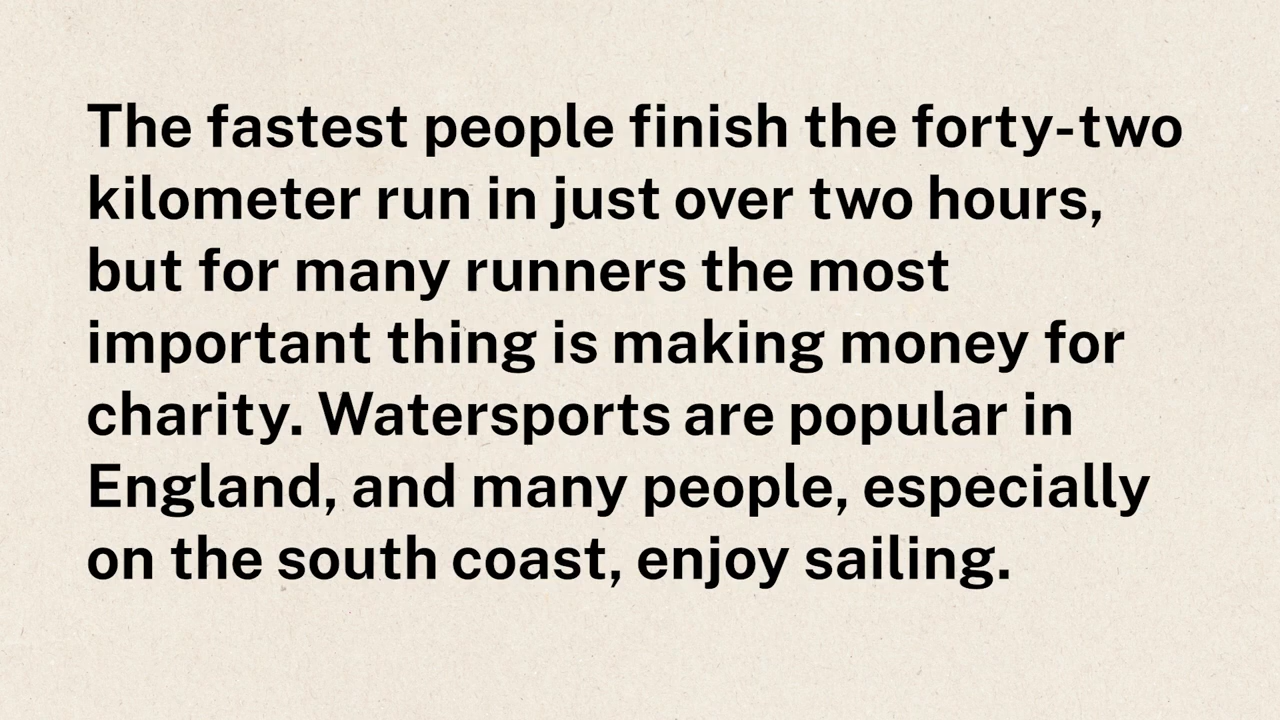 The fastest people finish the forty-two
kilometer run in just over two hours,
but for many runners the most
important thing is making money for
charity. Watersports are popular in
England, and many people, especially
on the south coast, enjoy sailing.